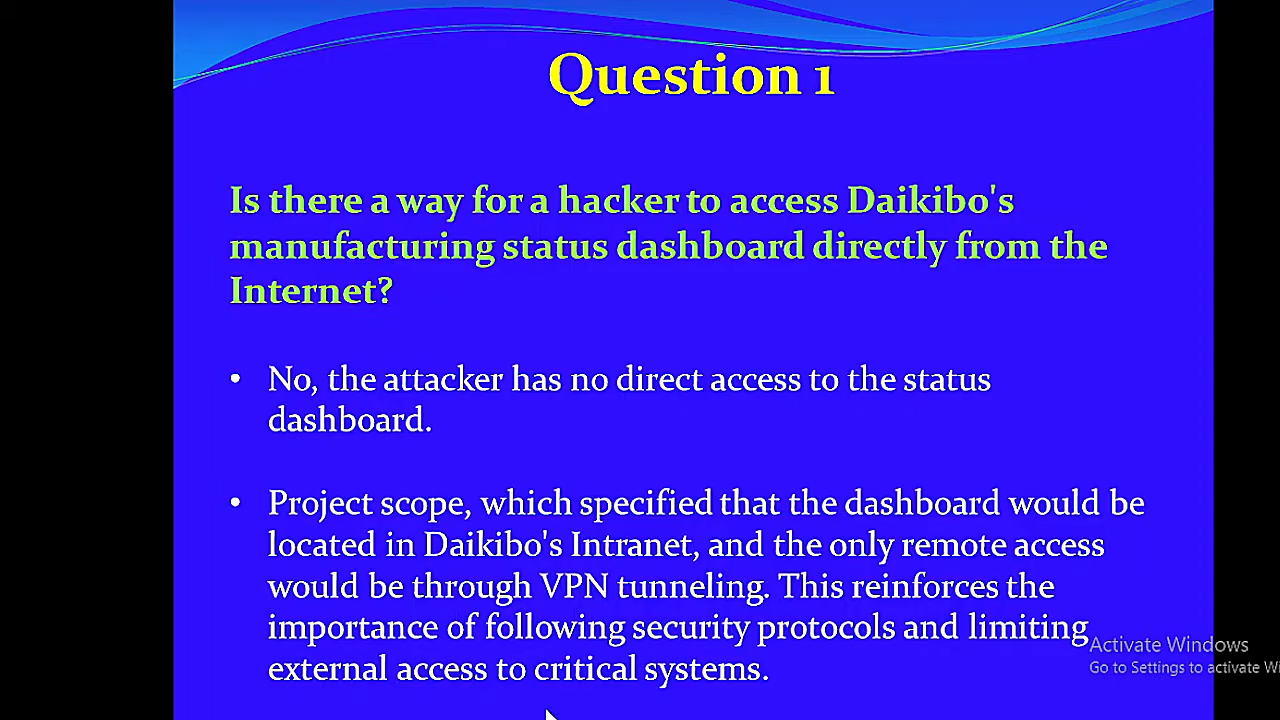 Question 1
Is there a way for a hacker to access Daikibo's
manufacturing status dashboard directly from the
Internet?
• No, the attacker has no direct access to the status
dashboard.
• Project scope, which specified that the dashboard would be
located in Daikibo's Intranet, and the only remote access
would be through VPN tunneling. This reinforces the
importance of following security protocols and limiting
external access to critical systems.
Activate Windows
Go to Settings to activate Wi